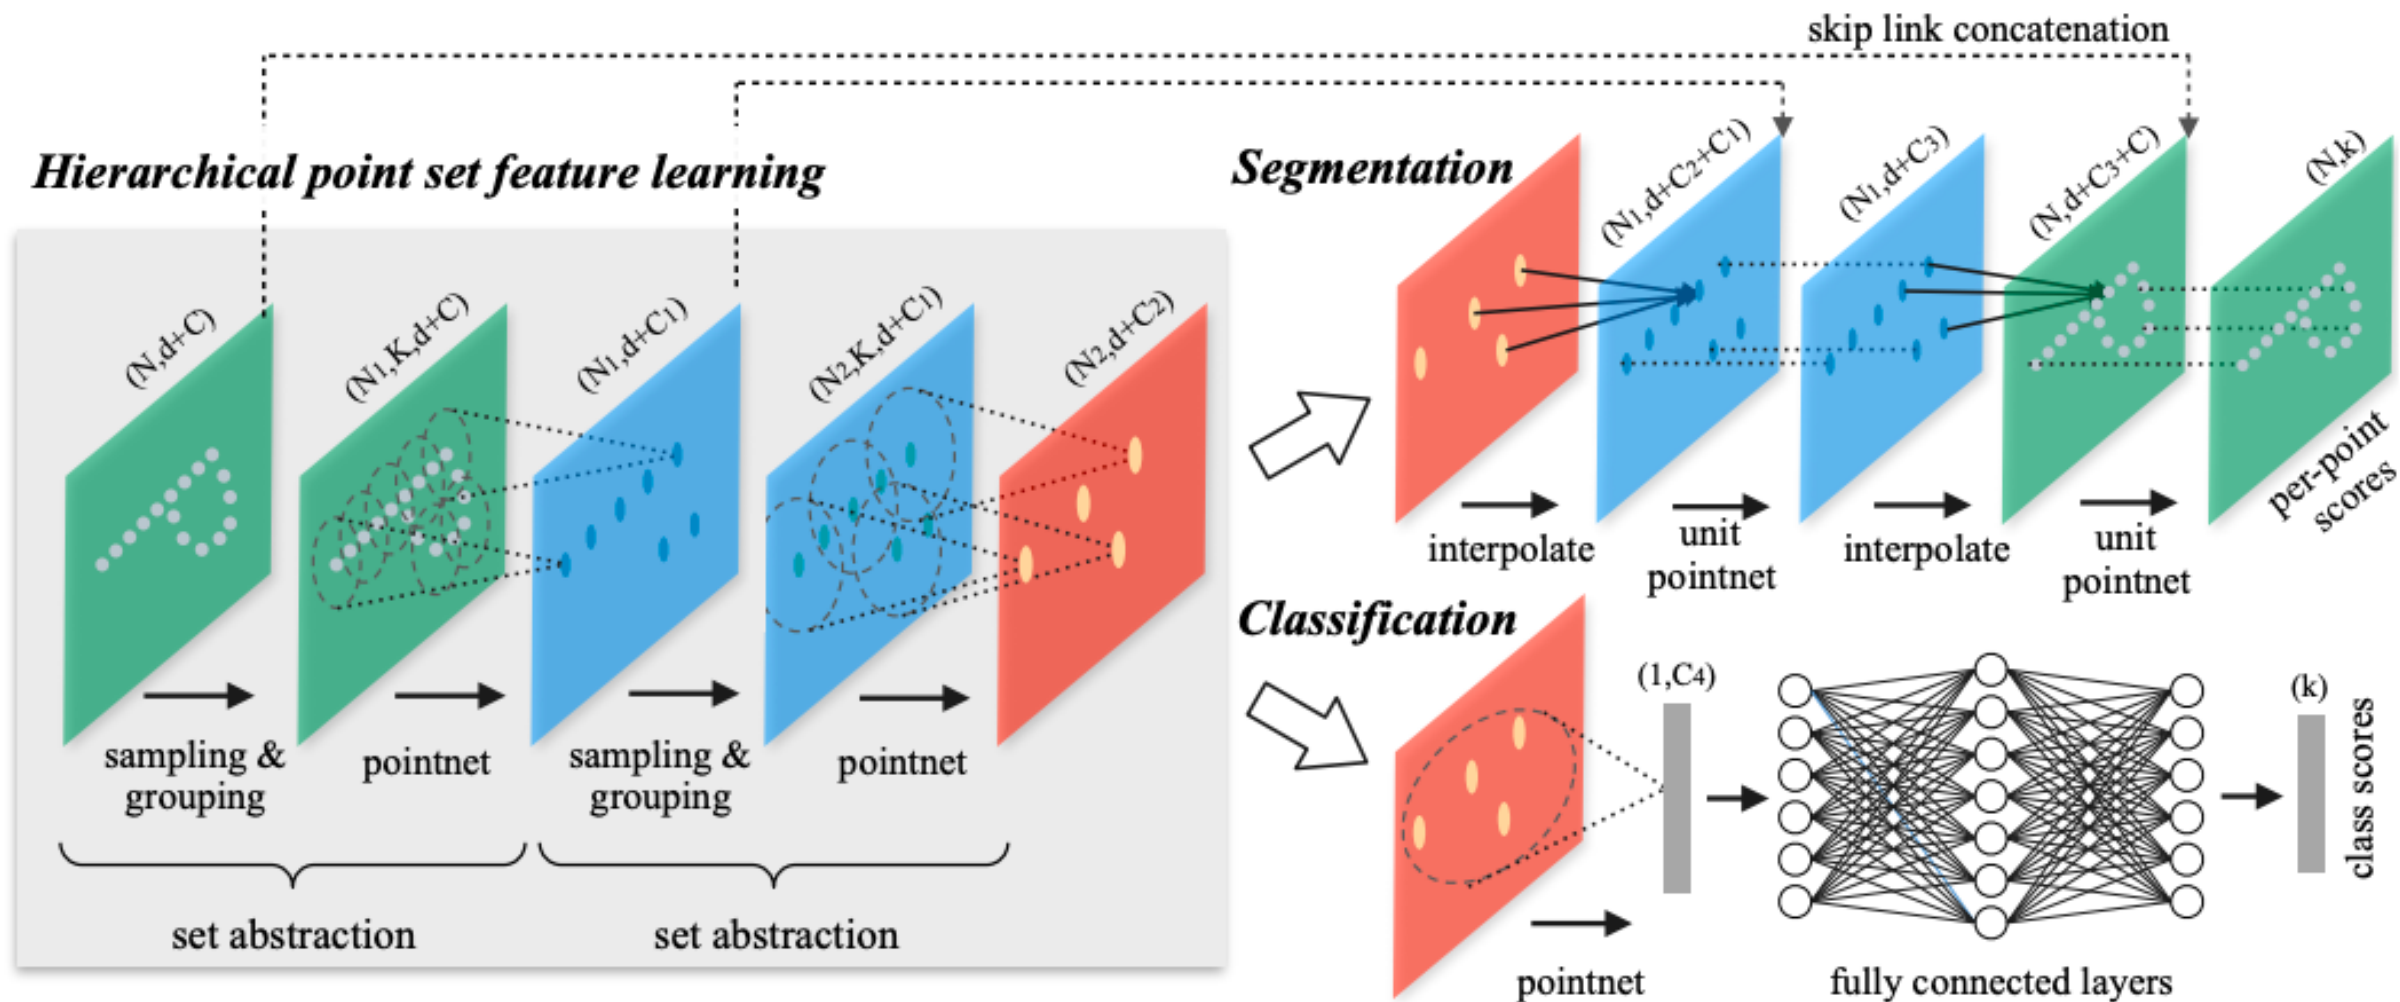 skip link concatenation
Hierarchical point set feature learning
(N,d+C)
(N1,K,d+C)
(N1,d+C1)
(N2,K,d+C1)
(N2,d+C2)
sampling &
grouping
pointnet
sampling &
grouping
pointnet
set abstraction
set abstraction
Segmentation
(N1,d+C2+C1)
(N1,d+C3)
(N,d+C3+C)
(N,k)
interpolate
unit
pointnet
interpolate
unit
pointnet
per-point
scores
Classification
(1,C4)
(k)
class scores
pointnet
fully connected layers